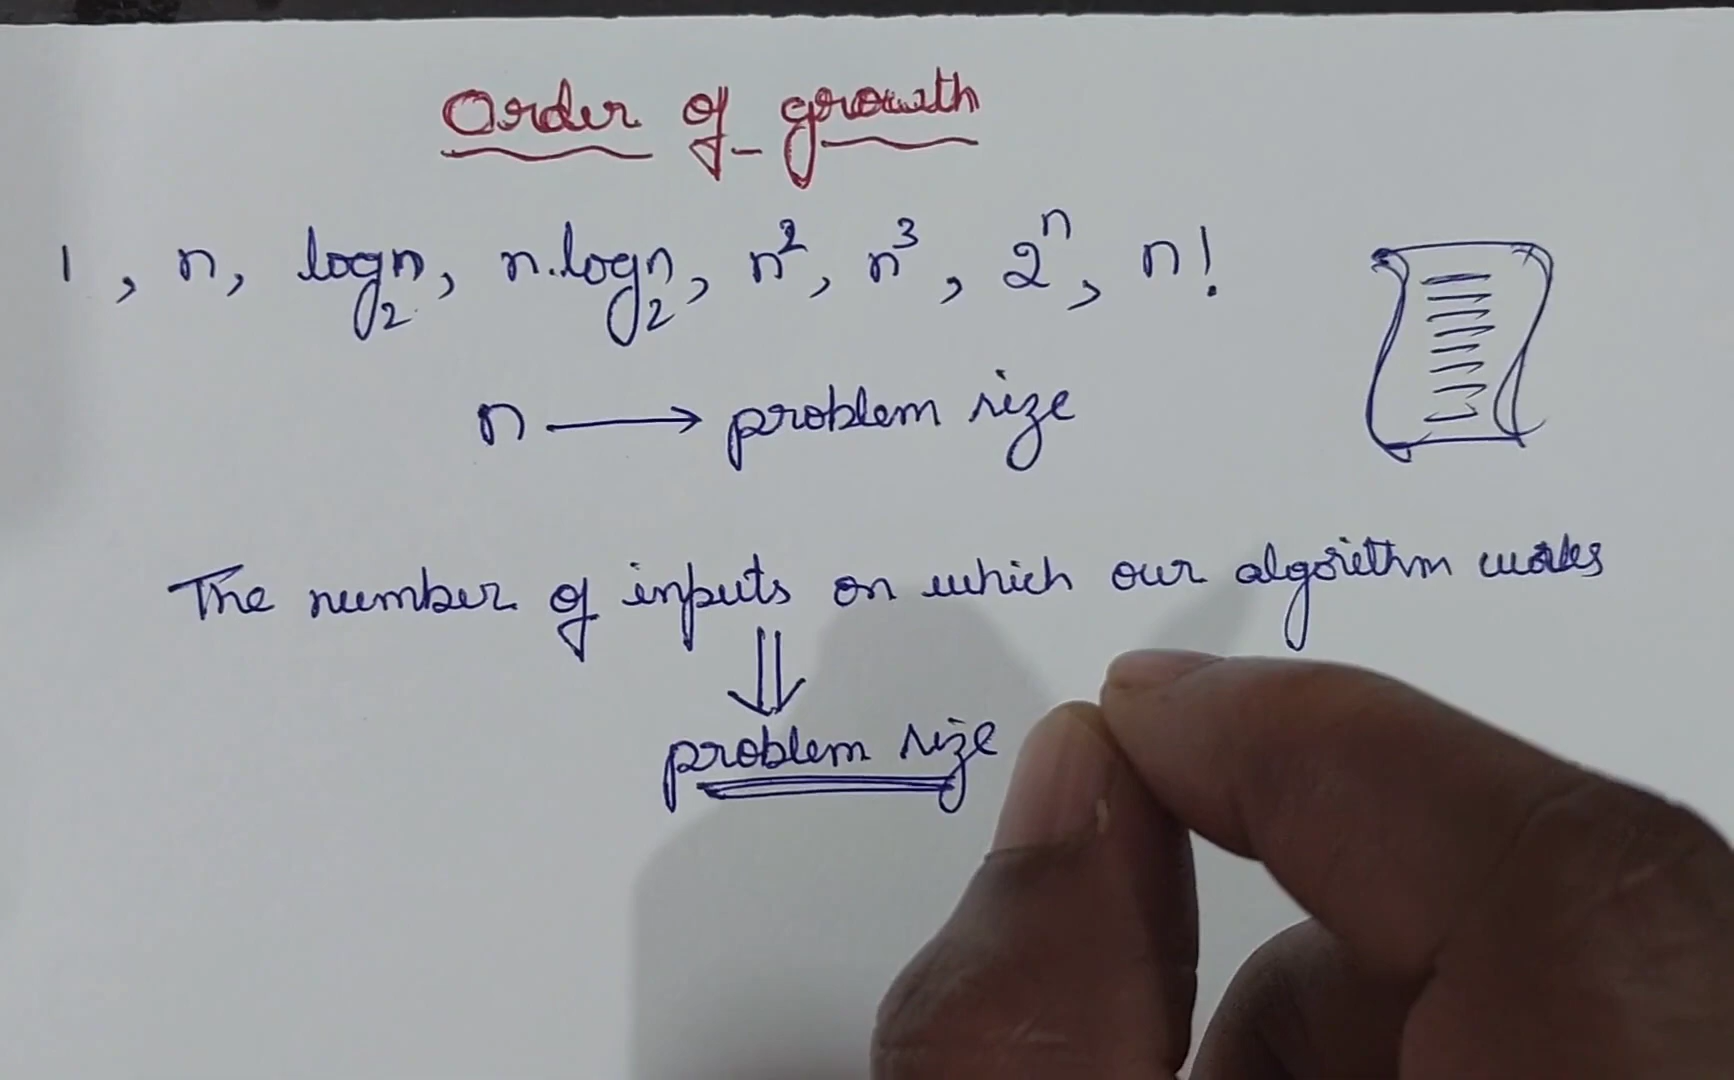 Order of growth
1, n, log₂n, n.log₂n, n², n³, 2ⁿ, n!
n → problem size
The number of inputs on which our algorithm works
⇓
problem size